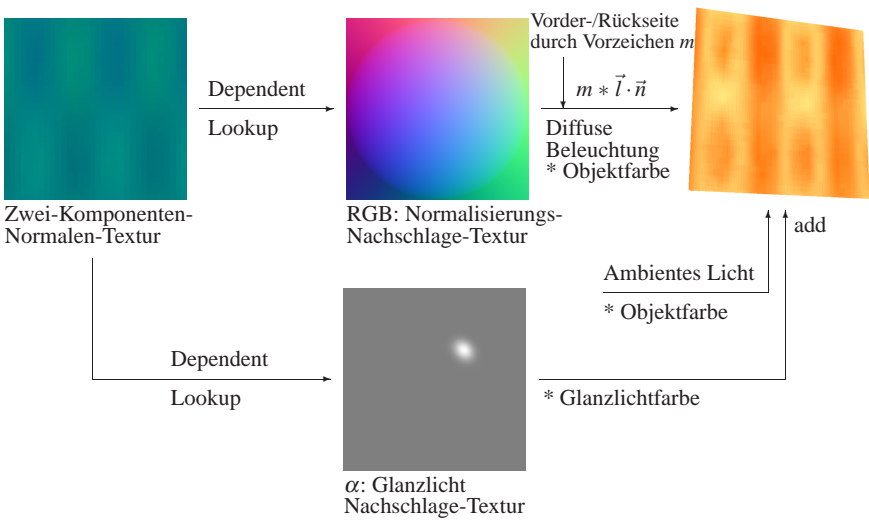 Vorder-/Rückseite
durch Vorzeichen m
Dependent
Lookup
m ∗ l⃗ · n⃗
Diffuse
Beleuchtung
* Objektfarbe
Zwei-Komponenten-
Normalen-Textur
RGB: Normalisierungs-
Nachschlage-Textur
add
Ambientes Licht
* Objektfarbe
Dependent
Lookup
* Glanzlichtfarbe
α: Glanzlicht
Nachschlage-Textur